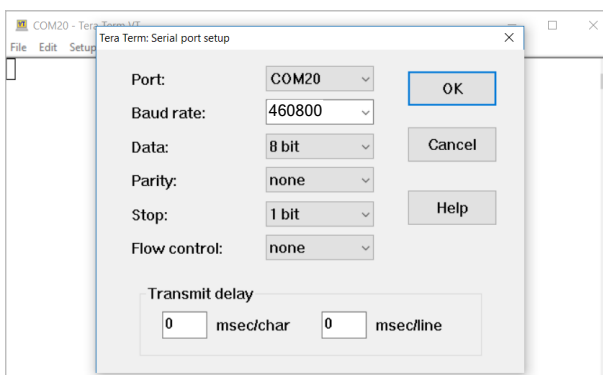 COM20 - Tera Term VT
File Edit Setup
Tera Term: Serial port setup
Port: COM20 OK
Baud rate: 460800
Data: 8 bit Cancel
Parity: none
Stop: 1 bit Help
Flow control: none
Transmit delay
0 msec/char 0 msec/line